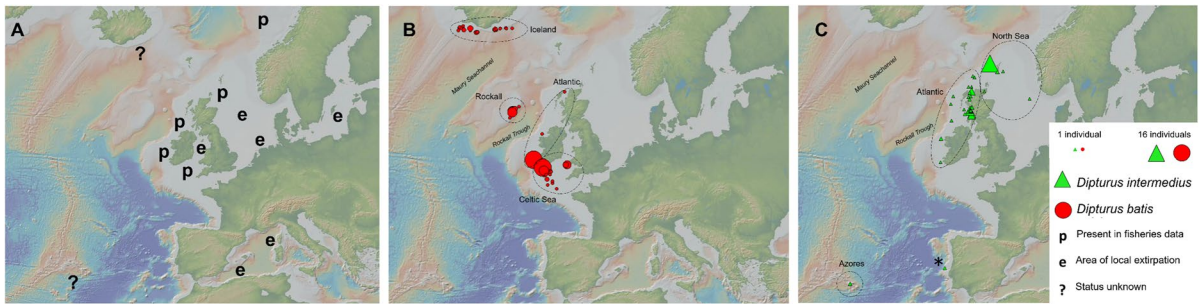 A
?
p
p
e
e
e
p
e
p
p
e
e
?
B
Iceland
Maury Seachannel
Atlantic
Rockall
Rockall Trough
Celtic Sea
C
North Sea
Maury Seachannel
Atlantic
Rockall Trough
Azores
*
1 individual
16 individuals
Dipturus intermedius
Dipturus batis
p Present in fisheries data
e Area of local extirpation
? Status unknown